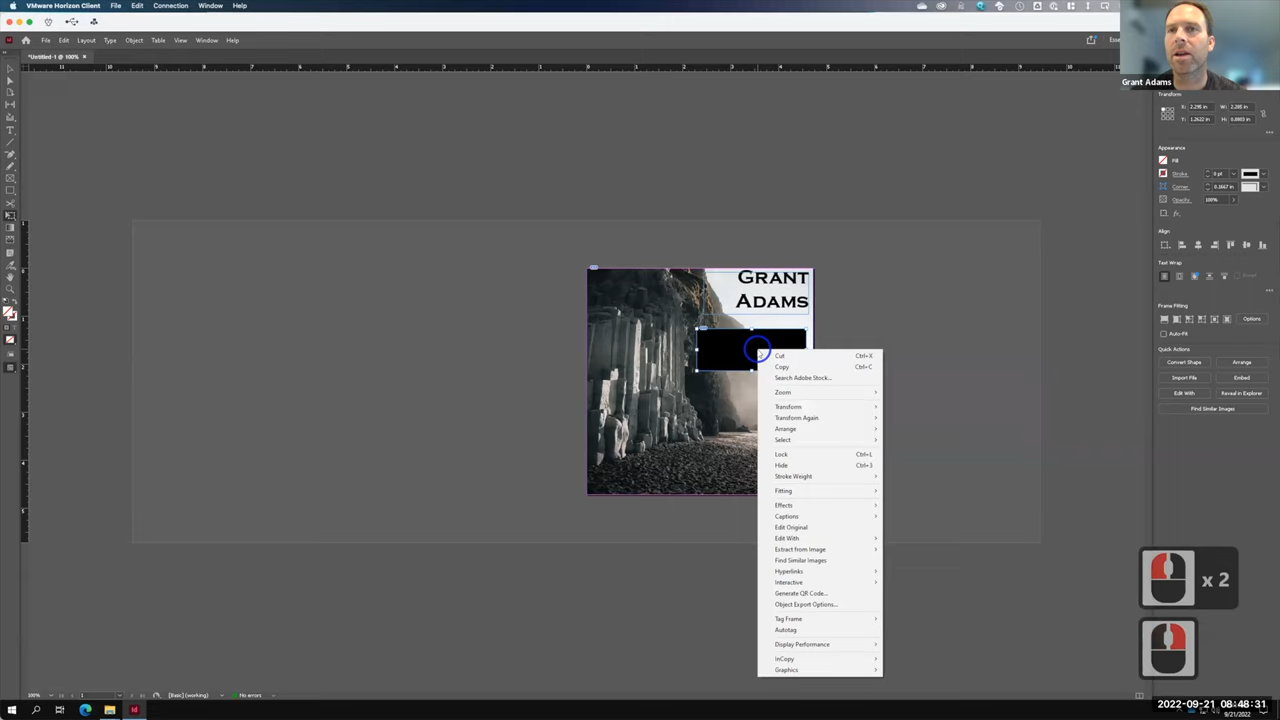 VMware Horizon Client File Edit Connection Window Help
File Edit Layout Type Object Table View Window Help
*Untitled-1 @ 100% ×
Grant Adams
Transform
X: 2.295 in W: 2.285 in
Y: 1.2622 in
Appearance
Fill
Stroke: 0 pt
Corner: 0.1667 in
Opacity: 100%
fx.
Align
Text Wrap
Frame Fitting
Options
Auto-Fit
Quick Actions
Convert Shape Arrange
Import File Embed
Edit With Reveal in Explorer
Find Similar Images
GRANT
ADAMS
Cut Ctrl+X
Copy Ctrl+C
Search Adobe Stock...
Zoom
Transform
Transform Again
Arrange
Select
Lock Ctrl+L
Hide Ctrl+3
Stroke Weight
Fitting
Effects
Captions
Edit Original
Edit With
Extract from Image
Find Similar Images
Hyperlinks
Interactive
Generate QR Code...
Object Export Options...
Tag Frame
Autotag
Display Performance
InCopy
Graphics
x 2
100% 1 [Basic] (working) No errors
2022-09-21 08:48:31
9/21/2022